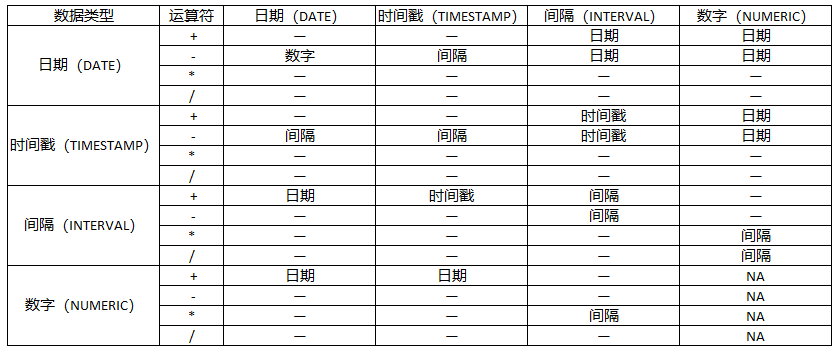 数据类型 运算符 日期（DATE） 时间戳（TIMESTAMP） 间隔（INTERVAL） 数字（NUMERIC）
日期（DATE） + — — 日期 日期
- 数字 间隔 日期 日期
* — — — —
/ — — — —
时间戳（TIMESTAMP） + — — 时间戳 日期
- 间隔 间隔 时间戳 日期
* — — — —
/ — — — —
间隔（INTERVAL） + 日期 时间戳 间隔 —
- — — 间隔 —
* — — — 间隔
/ — — — 间隔
数字（NUMERIC） + 日期 日期 — NA
- — — — NA
* — — 间隔 NA
/ — — — NA